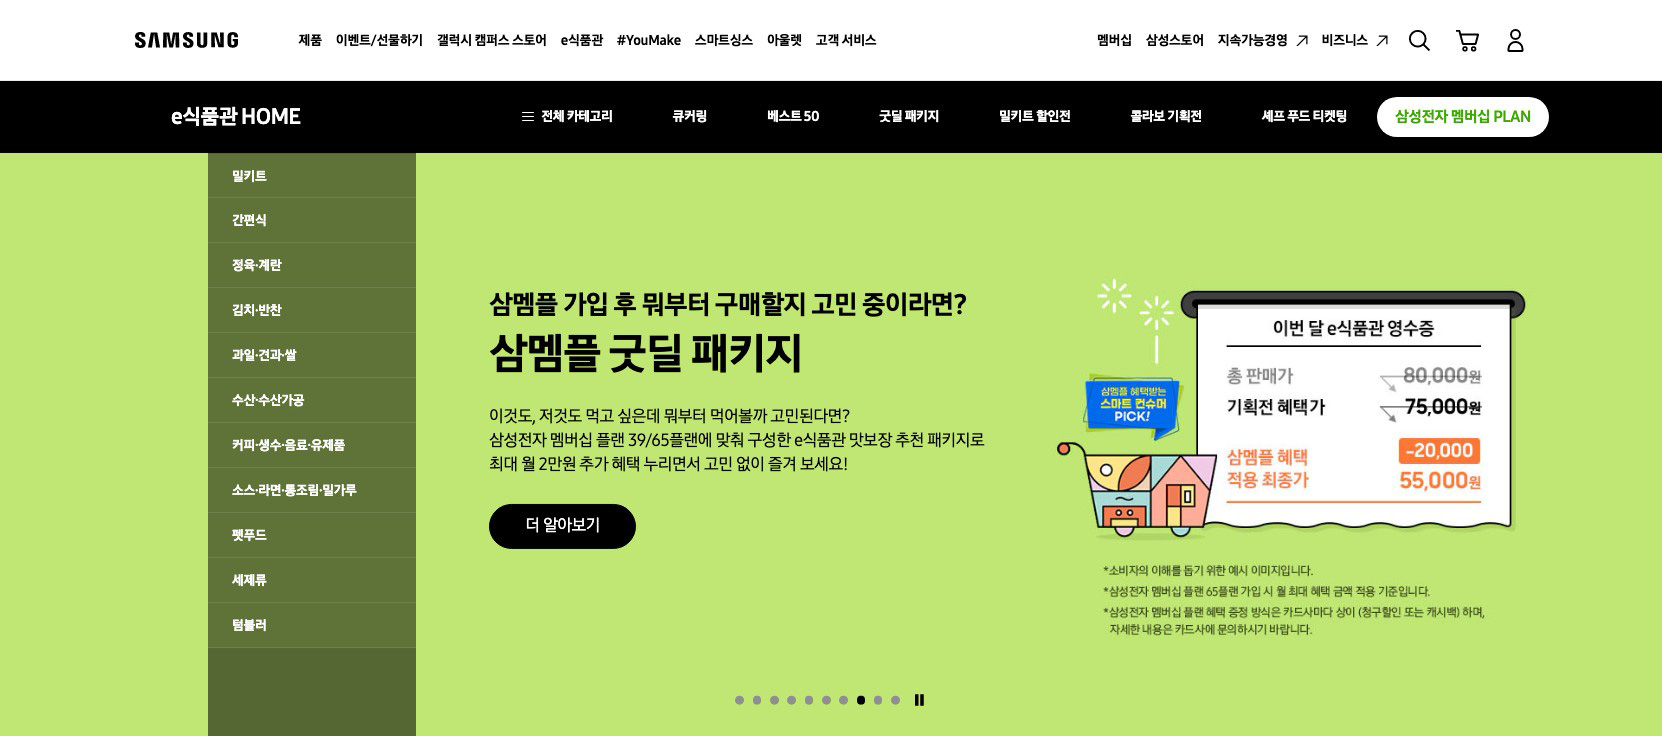 SAMSUNG 제품 이벤트/선물하기 갤럭시 캠퍼스 스토어 e식품관 #YouMake 스마트싱스 아울렛 고객 서비스 멤버십 삼성스토어 지속가능경영 비즈니스
e식품관 HOME 전체 카테고리 큐커링 베스트 50 굿딜 패키지 밀키트 할인전 콜라보 기획전 셰프 푸드 티켓팅 삼성전자 멤버십 PLAN
밀키트
간편식
정육·계란
김치·반찬
과일·견과·쌀
수산·수산가공
커피·생수·음료·유제품
소스·라면·통조림·밀가루
펫푸드
세제류
텀블러
삼멤플 가입 후 뭐부터 구매할지 고민 중이라면?
삼멤플 굿딜 패키지
이것도, 저것도 먹고 싶은데 뭐부터 먹어볼까 고민된다면?
삼성전자 멤버십 플랜 39/65플랜에 맞춰 구성한 e식품관 맛보장 추천 패키지로
최대 월 2만원 추가 혜택 누리면서 고민 없이 즐겨 보세요!
더 알아보기
이번 달 e식품관 영수증
총 판매가 80,000원
기획전 혜택가 75,000원
삼멤플 혜택 -20,000
적용 최종가 55,000원
삼멤플 혜택받는
스마트 컨슈머
PICK!
*소비자의 이해를 돕기 위한 예시 이미지입니다.
*삼성전자 멤버십 플랜 65플랜 가입 시 월 최대 혜택 금액 적용 기준입니다.
*삼성전자 멤버십 플랜 혜택 증정 방식은 카드사마다 상이 (청구할인 또는 캐시백) 하며,
자세한 내용은 카드사에 문의하시기 바랍니다.